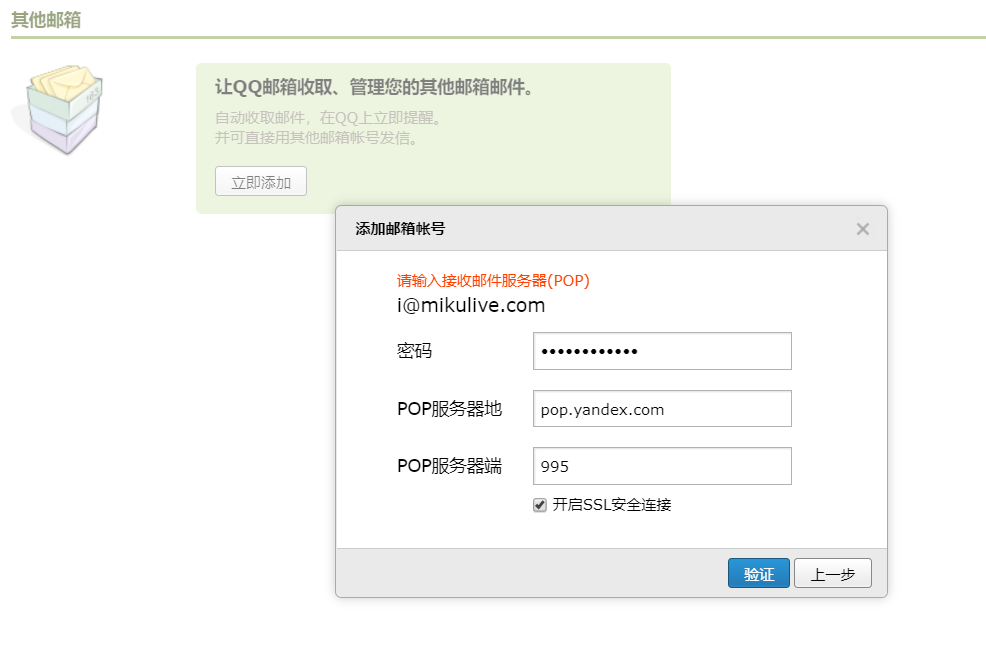 其他邮箱
让QQ邮箱收取、管理您的其他邮箱邮件。
自动收取邮件，在QQ上立即提醒。
并可直接用其他邮箱帐号发信。
立即添加
添加邮箱帐号
请输入接收邮件服务器(POP)
i@mikulive.com
密码
••••••••••••
POP服务器地
pop.yandex.com
POP服务器端
995
开启SSL安全连接
验证
上一步